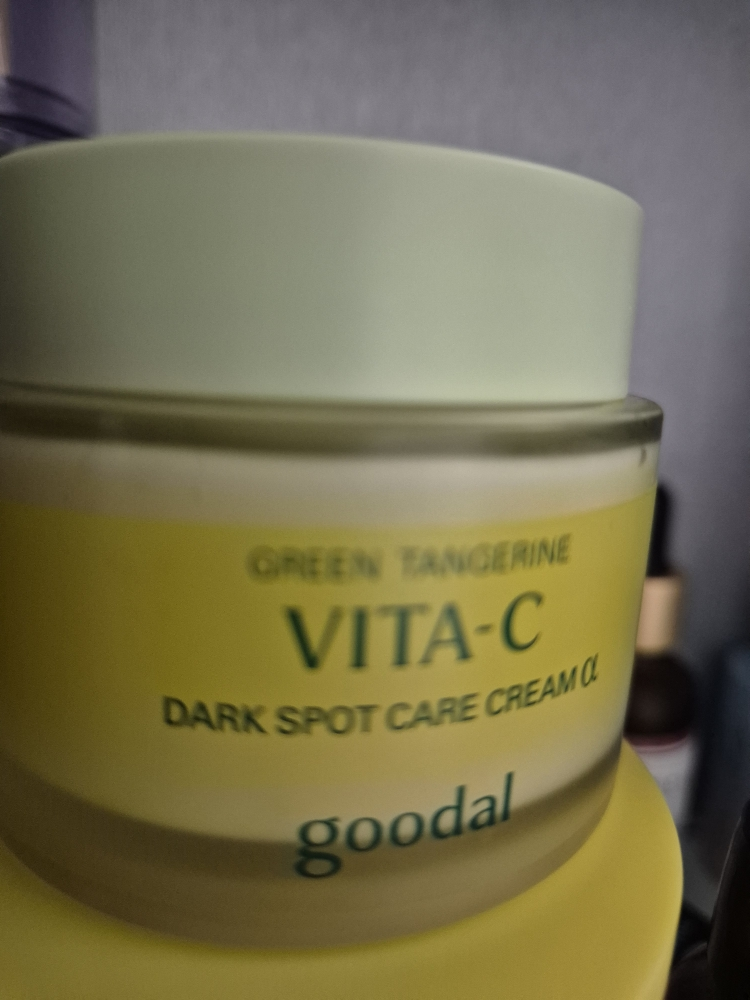 GREEN TANGERINE
VITA-C
DARK SPOT CARE CREAM α
goodal